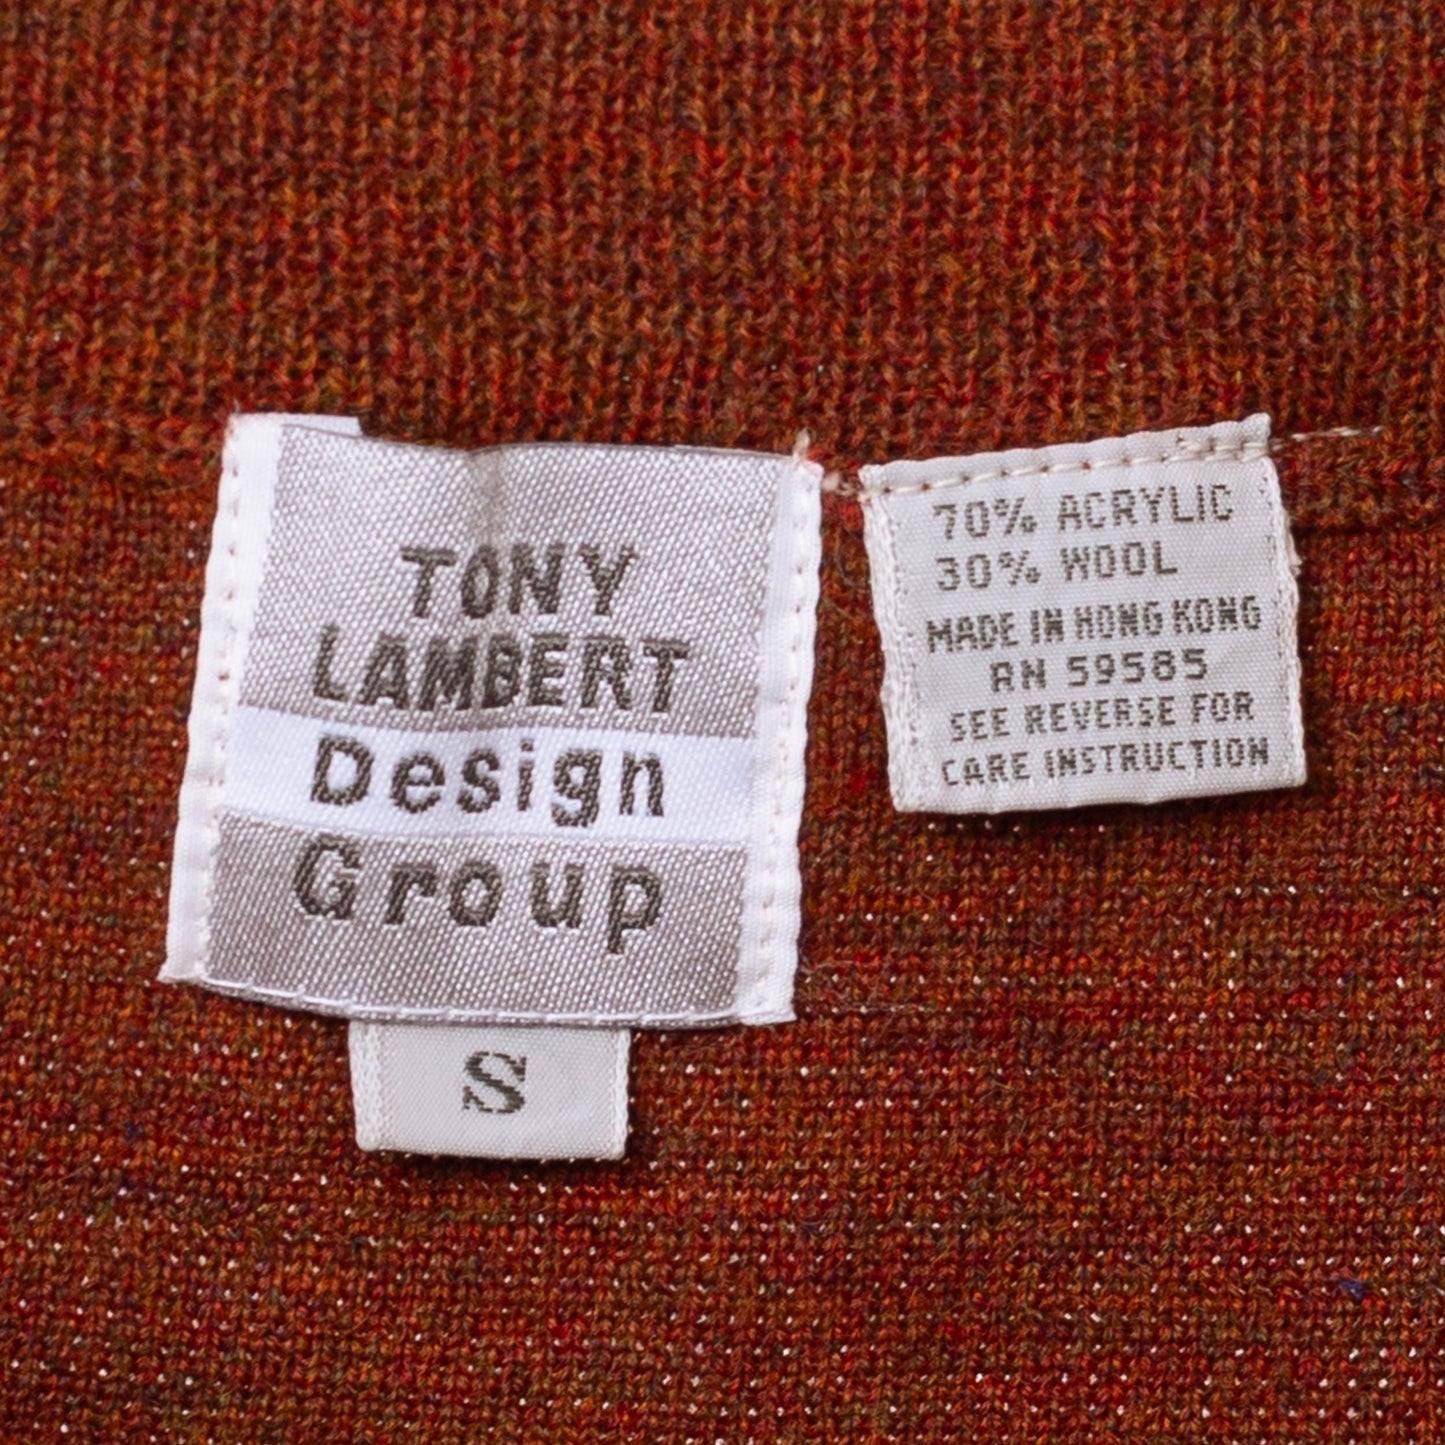 TONY
LAMBERT
Design
Group
S
70% ACRYLIC
30% WOOL
MADE IN HONG KONG
RN 59585
SEE REVERSE FOR
CARE INSTRUCTION